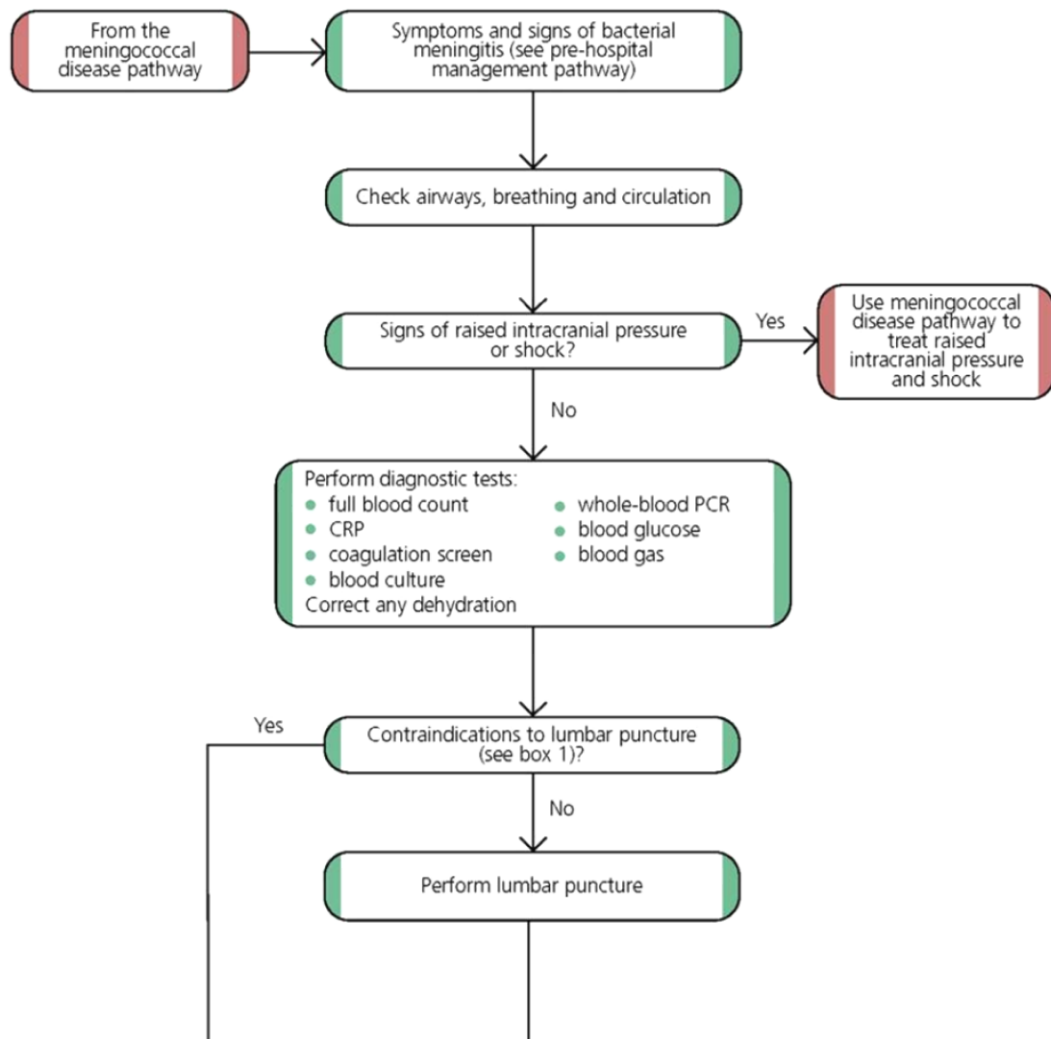 From the
meningococcal
disease pathway
Symptoms and signs of bacterial
meningitis (see pre-hospital
management pathway)
Check airways, breathing and circulation
Signs of raised intracranial pressure
or shock?
Yes
Use meningococcal
disease pathway to
treat raised
intracranial pressure
and shock
No
Perform diagnostic tests:
full blood count
CRP
coagulation screen
blood culture
whole-blood PCR
blood glucose
blood gas
Correct any dehydration
Contraindications to lumbar puncture
(see box 1)?
Yes
No
Perform lumbar puncture